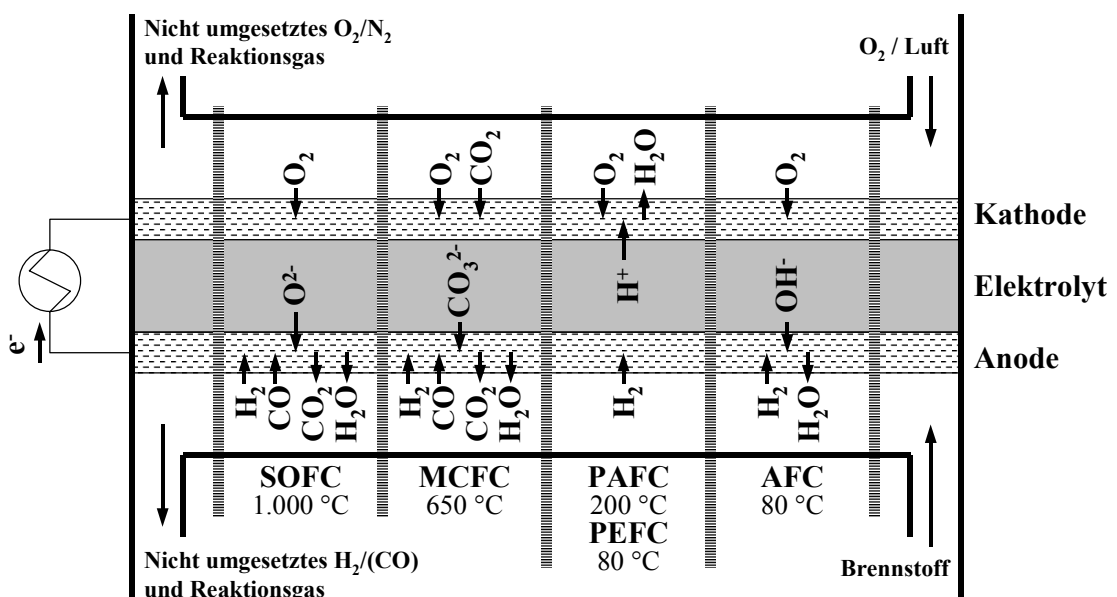 Nicht umgesetztes O₂/N₂
und Reaktionsgas
O₂ / Luft
O₂
O₂
CO₂
O₂
H₂O
O₂
Kathode
O²⁻
CO₃²⁻
H⁺
OH⁻
Elektrolyt
e⁻
Anode
H₂
CO
CO₂
H₂O
H₂
CO
CO₂
H₂O
H₂
H₂
H₂O
SOFC
1.000 °C
MCFC
650 °C
PAFC
200 °C
PEFC
80 °C
AFC
80 °C
Nicht umgesetztes H₂/(CO)
und Reaktionsgas
Brennstoff